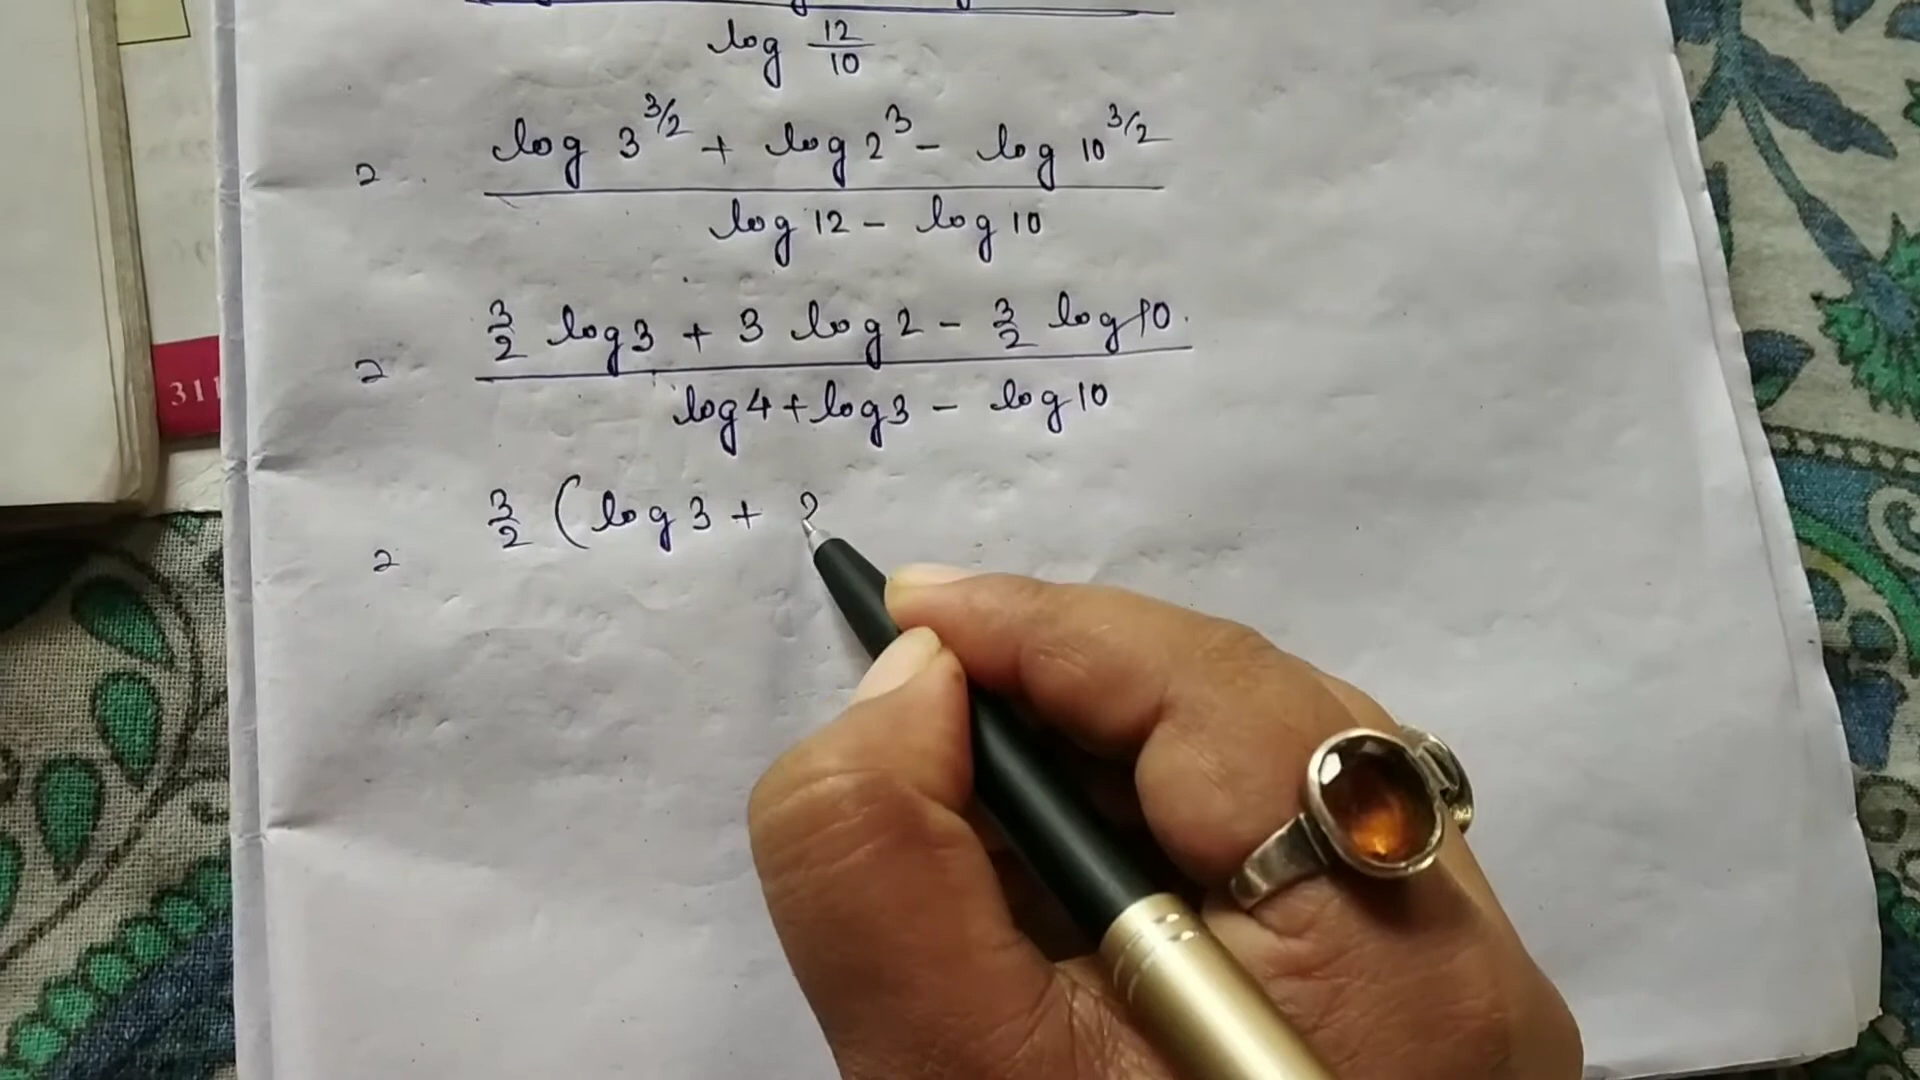 log 12/10
= log 3^3/2 + log 2^3 - log 10^3/2
log 12 - log 10
= 3/2 log 3 + 3 log 2 - 3/2 log 10
log 4 + log 3 - log 10
311
= 3/2 ( log 3 + 2